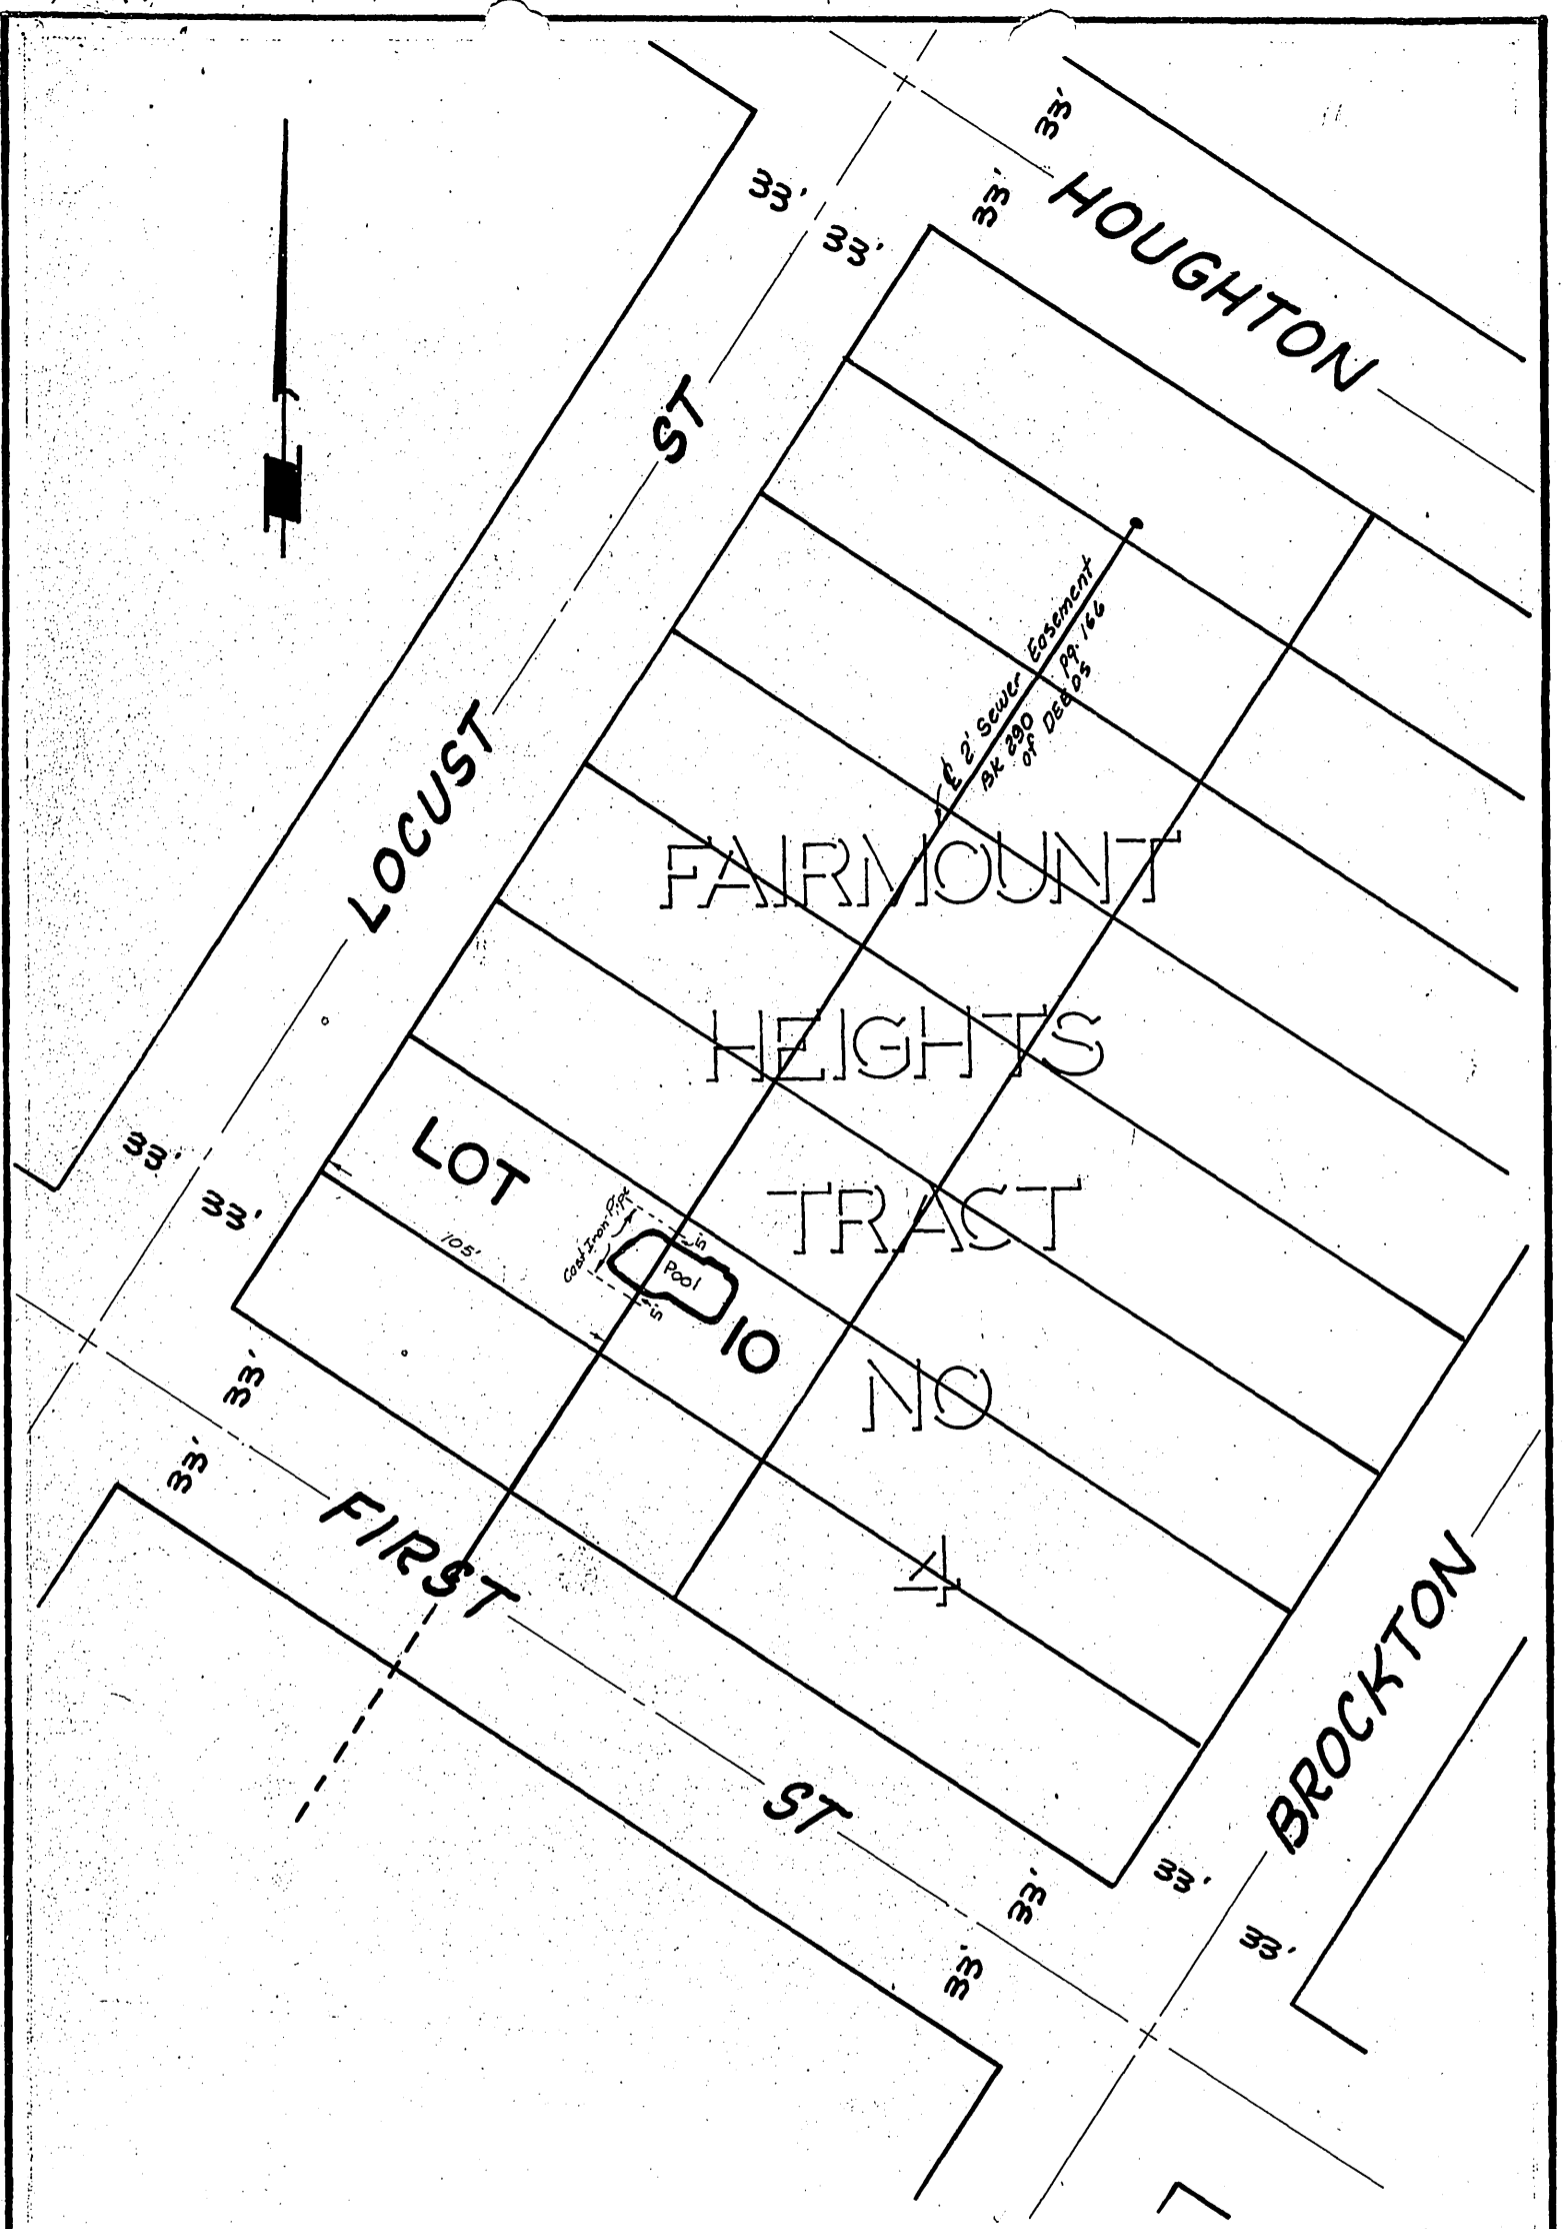 33'
33'
HOUGHTON
33'
33'
LOCUST ST
℄ 2' Sewer Easement
BK 290 Pg. 166
of DEEDS
FAIRMOUNT
HEIGHTS
TRACT
NO
4
LOT 10
105'
Cast Iron Pipe
Pool
5'
5'
33'
33'
33'
33'
FIRST ST
BROCKTON
33'
33'
33'
33'